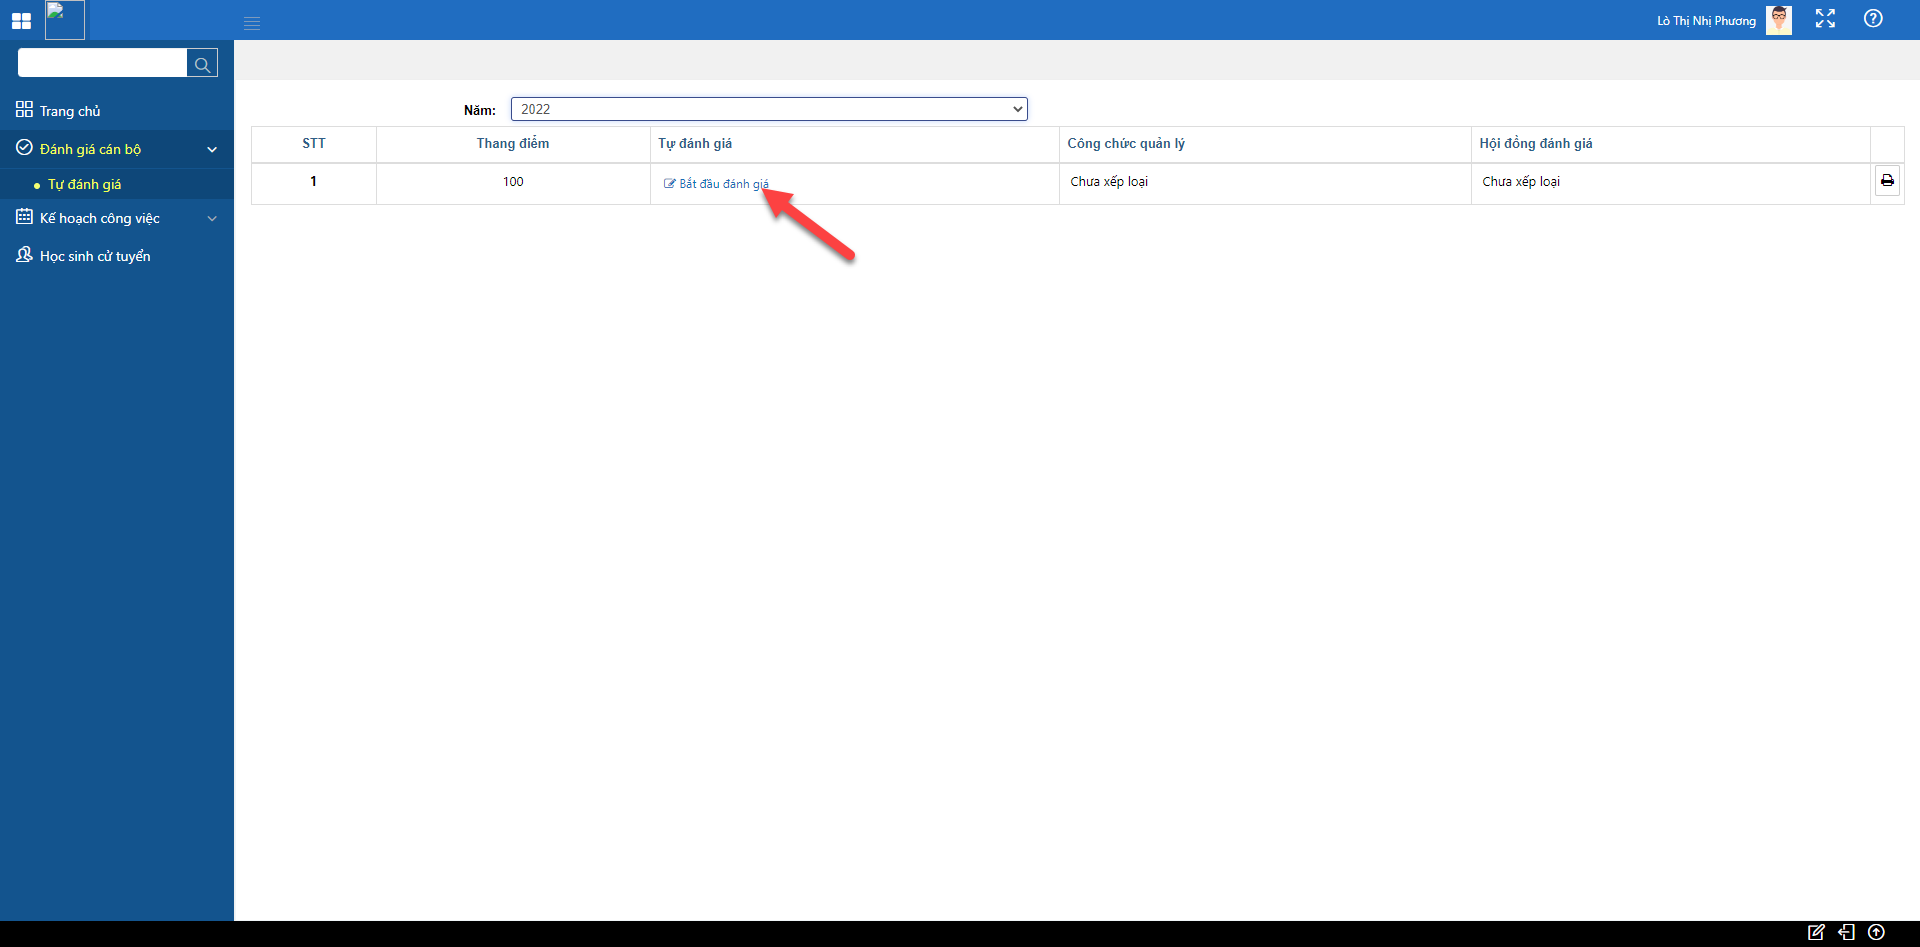 Lò Thị Nhị Phương
Trang chủ
Đánh giá cán bộ
Tự đánh giá
Kế hoạch công việc
Học sinh cử tuyển
Năm: 2022
STT Thang điểm Tự đánh giá Công chức quản lý Hội đồng đánh giá
1 100 Bắt đầu đánh giá Chưa xếp loại Chưa xếp loại